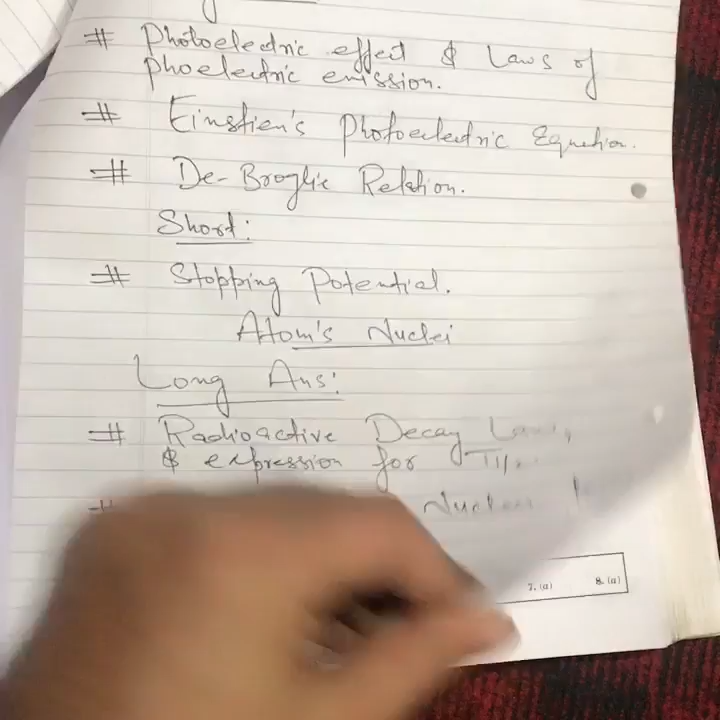 # Photoelectric effect & Laws of
phoelectric emission.
# Einstien's Photoelectric Equation.
# De-Broglie Relation.
Short:
# Stopping Potential.
Atom's Nuclei
Long Ans:
# Radioactive Decay
& expression for
#
7. (a) 8. (a)